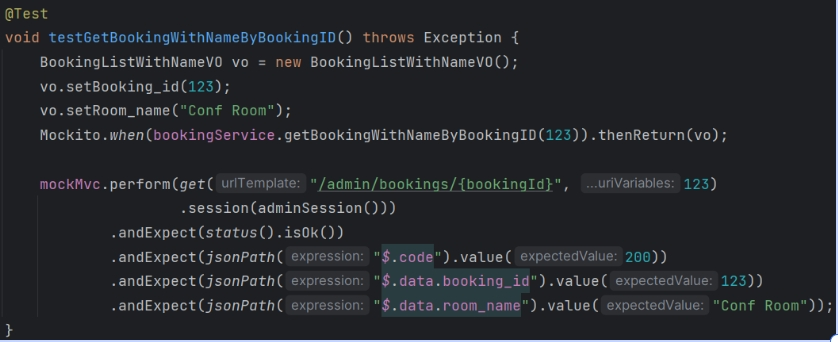 @Test
void testGetBookingWithNameByBookingID() throws Exception {
    BookingListWithNameVO vo = new BookingListWithNameVO();
    vo.setBooking_id(123);
    vo.setRoom_name("Conf Room");
    Mockito.when(bookingService.getBookingWithNameByBookingID(123)).thenReturn(vo);

    mockMvc.perform(get( urlTemplate: "/admin/bookings/{bookingId}", ...uriVariables: 123)
                    .session(adminSession()))
            .andExpect(status().isOk())
            .andExpect(jsonPath( expression: "$.code").value( expectedValue: 200))
            .andExpect(jsonPath( expression: "$.data.booking_id").value( expectedValue: 123))
            .andExpect(jsonPath( expression: "$.data.room_name").value( expectedValue: "Conf Room"));
}